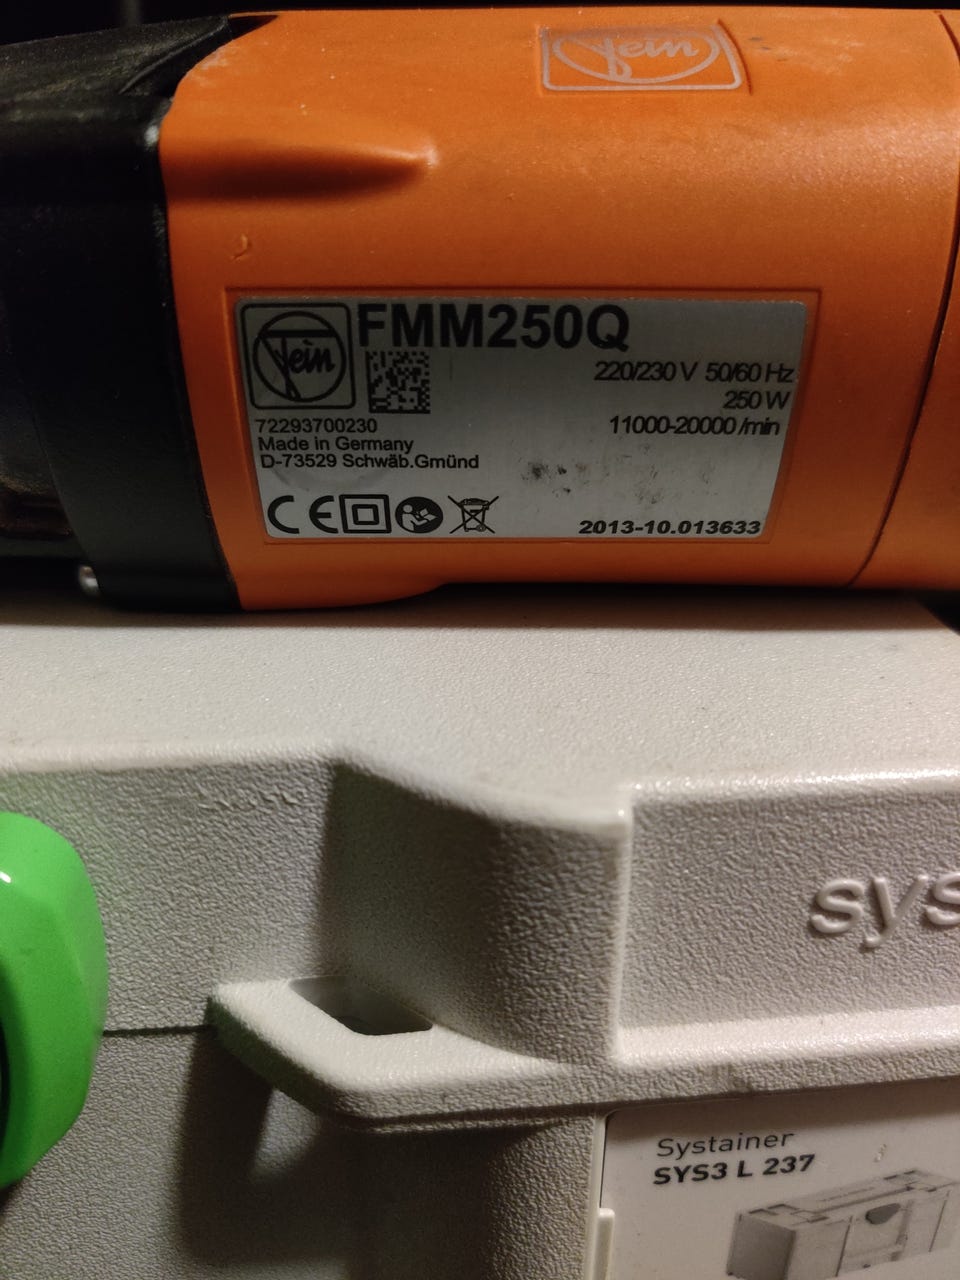 Fein
Fein
FMM250Q
220/230 V 50/60 Hz
250 W
11000-20000 /min
72293700230
Made in Germany
D-73529 Schwäb.Gmünd
CE
2013-10.013633
sys
Systainer
SYS3 L 237